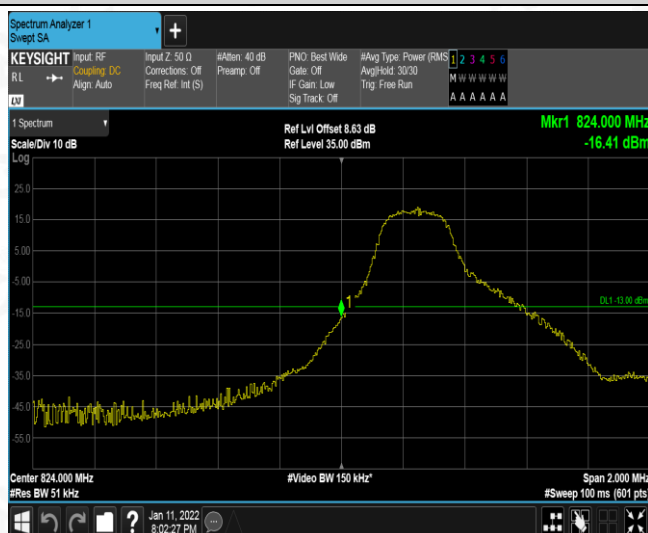 Spectrum Analyzer 1
Swept SA
KEYSIGHT
RL
Input: RF
Coupling: DC
Align: Auto
Input Z: 50 Ω
Corrections: Off
Freq Ref: Int (S)
#Atten: 40 dB
Preamp: Off
PNO: Best Wide
Gate: Off
IF Gain: Low
Sig Track: Off
#Avg Type: Power (RMS
Avg|Hold: 30/30
Trig: Free Run
1 2 3 4 5 6
M W W W W W
A A A A A A
LXI
1 Spectrum
Scale/Div 10 dB
Ref Lvl Offset 8.63 dB
Ref Level 35.00 dBm
Mkr1 824.000 MHz
-16.41 dBm
Log
25.0
15.0
5.00
-5.00
-15.0
-25.0
-35.0
-45.0
-55.0
1
DL1 -13.00 dBm
Center 824.000 MHz
#Video BW 150 kHz*
Span 2.000 MHz
#Res BW 51 kHz
#Sweep 100 ms (601 pts)
?
Jan 11, 2022
8:02:27 PM